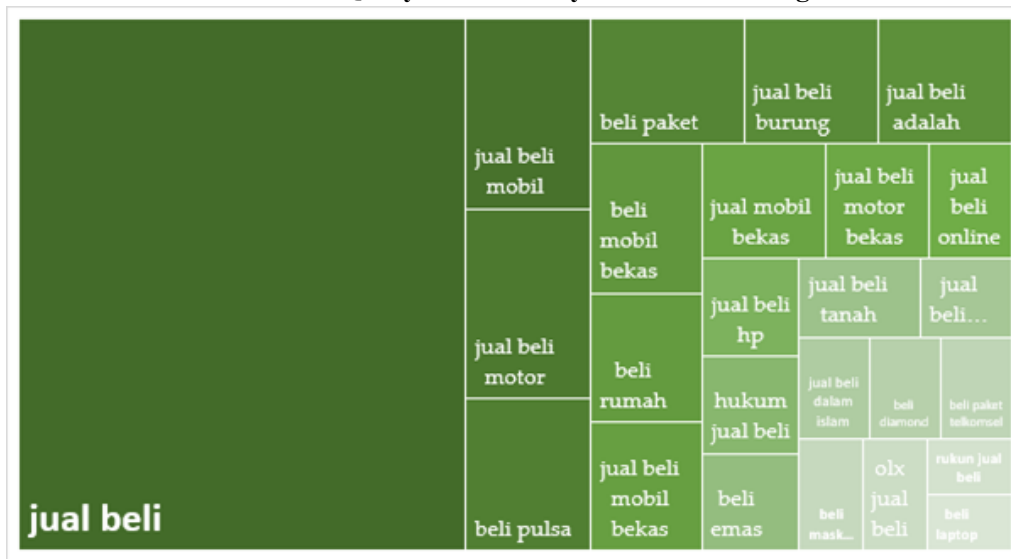 jual beli
jual beli
mobil
jual beli
motor
beli pulsa
beli paket
jual beli
burung
jual beli
adalah
beli
mobil
bekas
jual mobil
bekas
jual beli
motor
bekas
jual
beli
online
beli
rumah
jual beli
mobil
bekas
jual beli
hp
hukum
jual beli
beli
emas
jual beli
tanah
jual
beli...
jual beli
dalam
islam
beli
diamond
beli paket
telkomsel
beli
mask...
olx
jual
beli
rukun jual
beli
beli
laptop